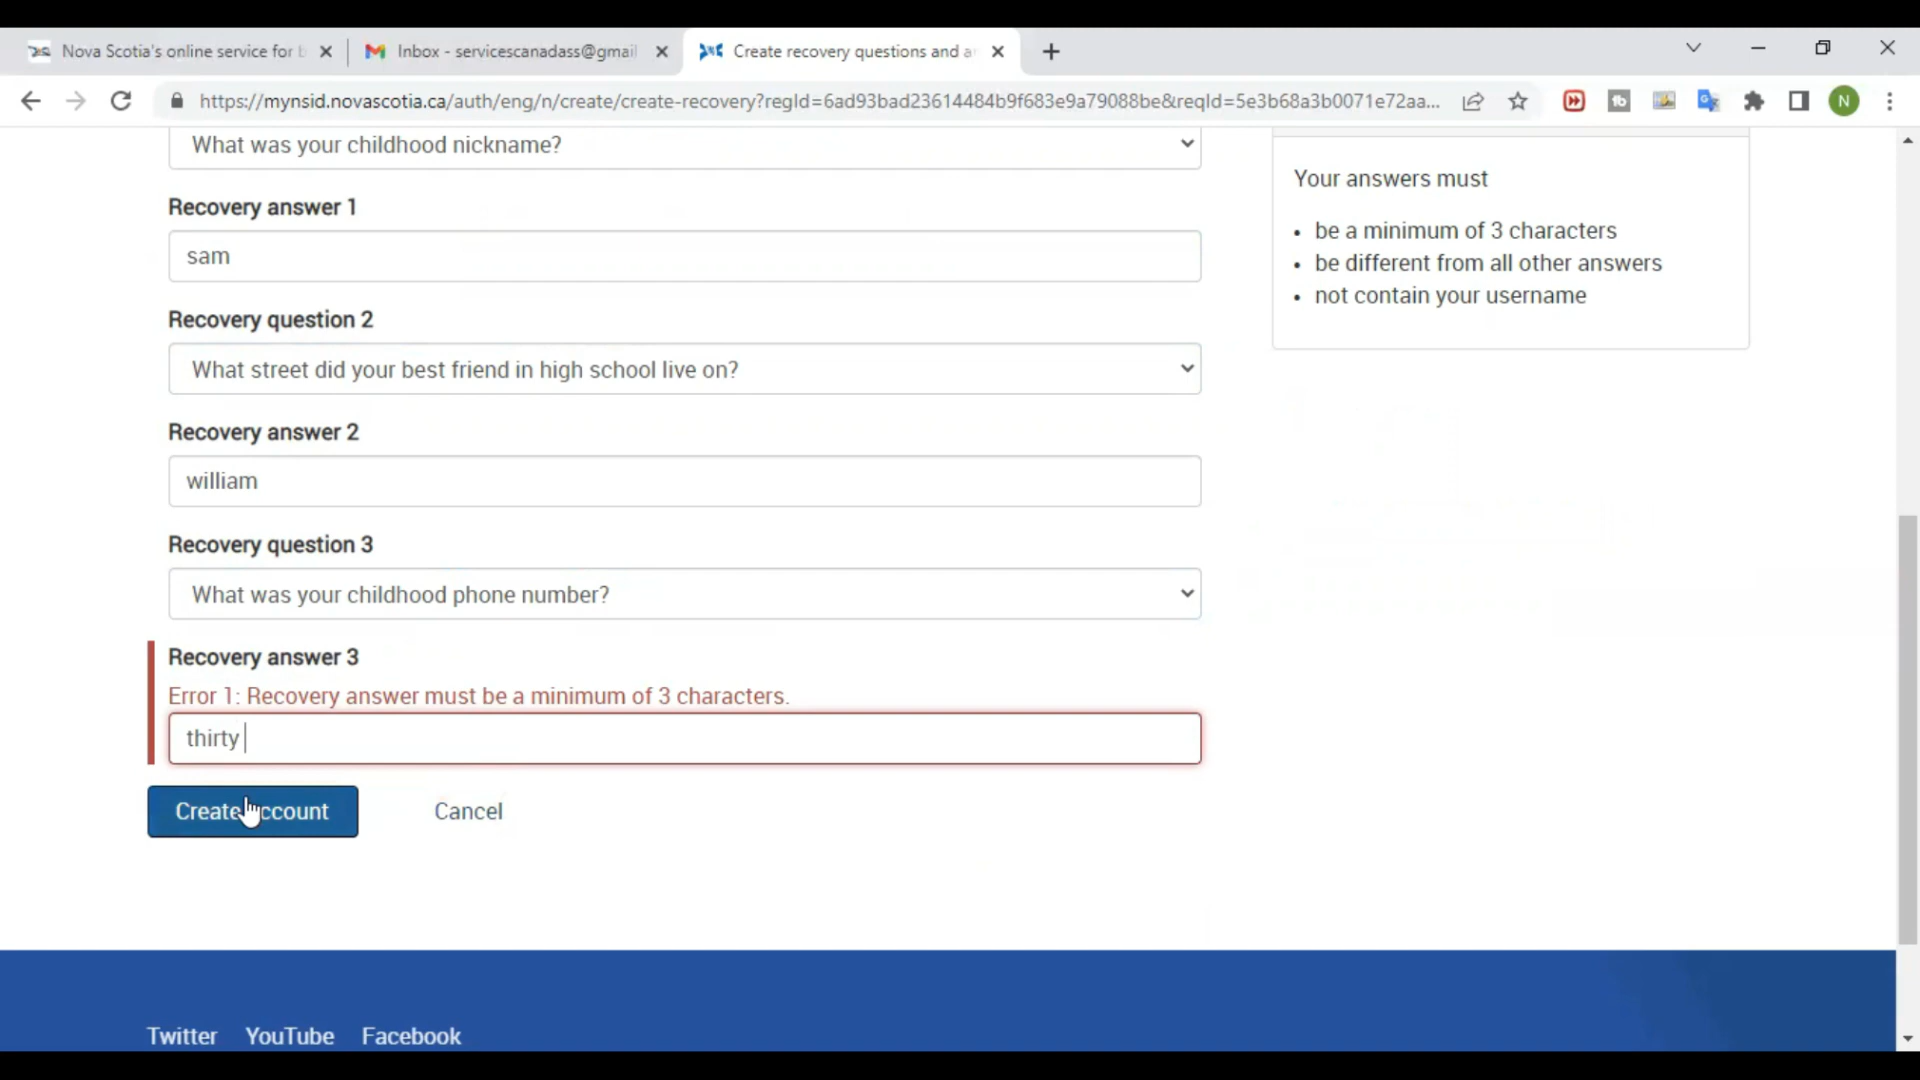 Nova Scotia's online service for b
Inbox - servicescanadass@gmail
Create recovery questions and a
https://mynsid.novascotia.ca/auth/eng/n/create/create-recovery?regId=6ad93bad23614484b9f683e9a79088be&reqId=5e3b68a3b0071e72aa...
N
What was your childhood nickname?
Recovery answer 1
sam
Recovery question 2
What street did your best friend in high school live on?
Recovery answer 2
william
Recovery question 3
What was your childhood phone number?
Recovery answer 3
Error 1: Recovery answer must be a minimum of 3 characters.
thirty
Create account
Cancel
Your answers must
• be a minimum of 3 characters
• be different from all other answers
• not contain your username
Twitter YouTube Facebook